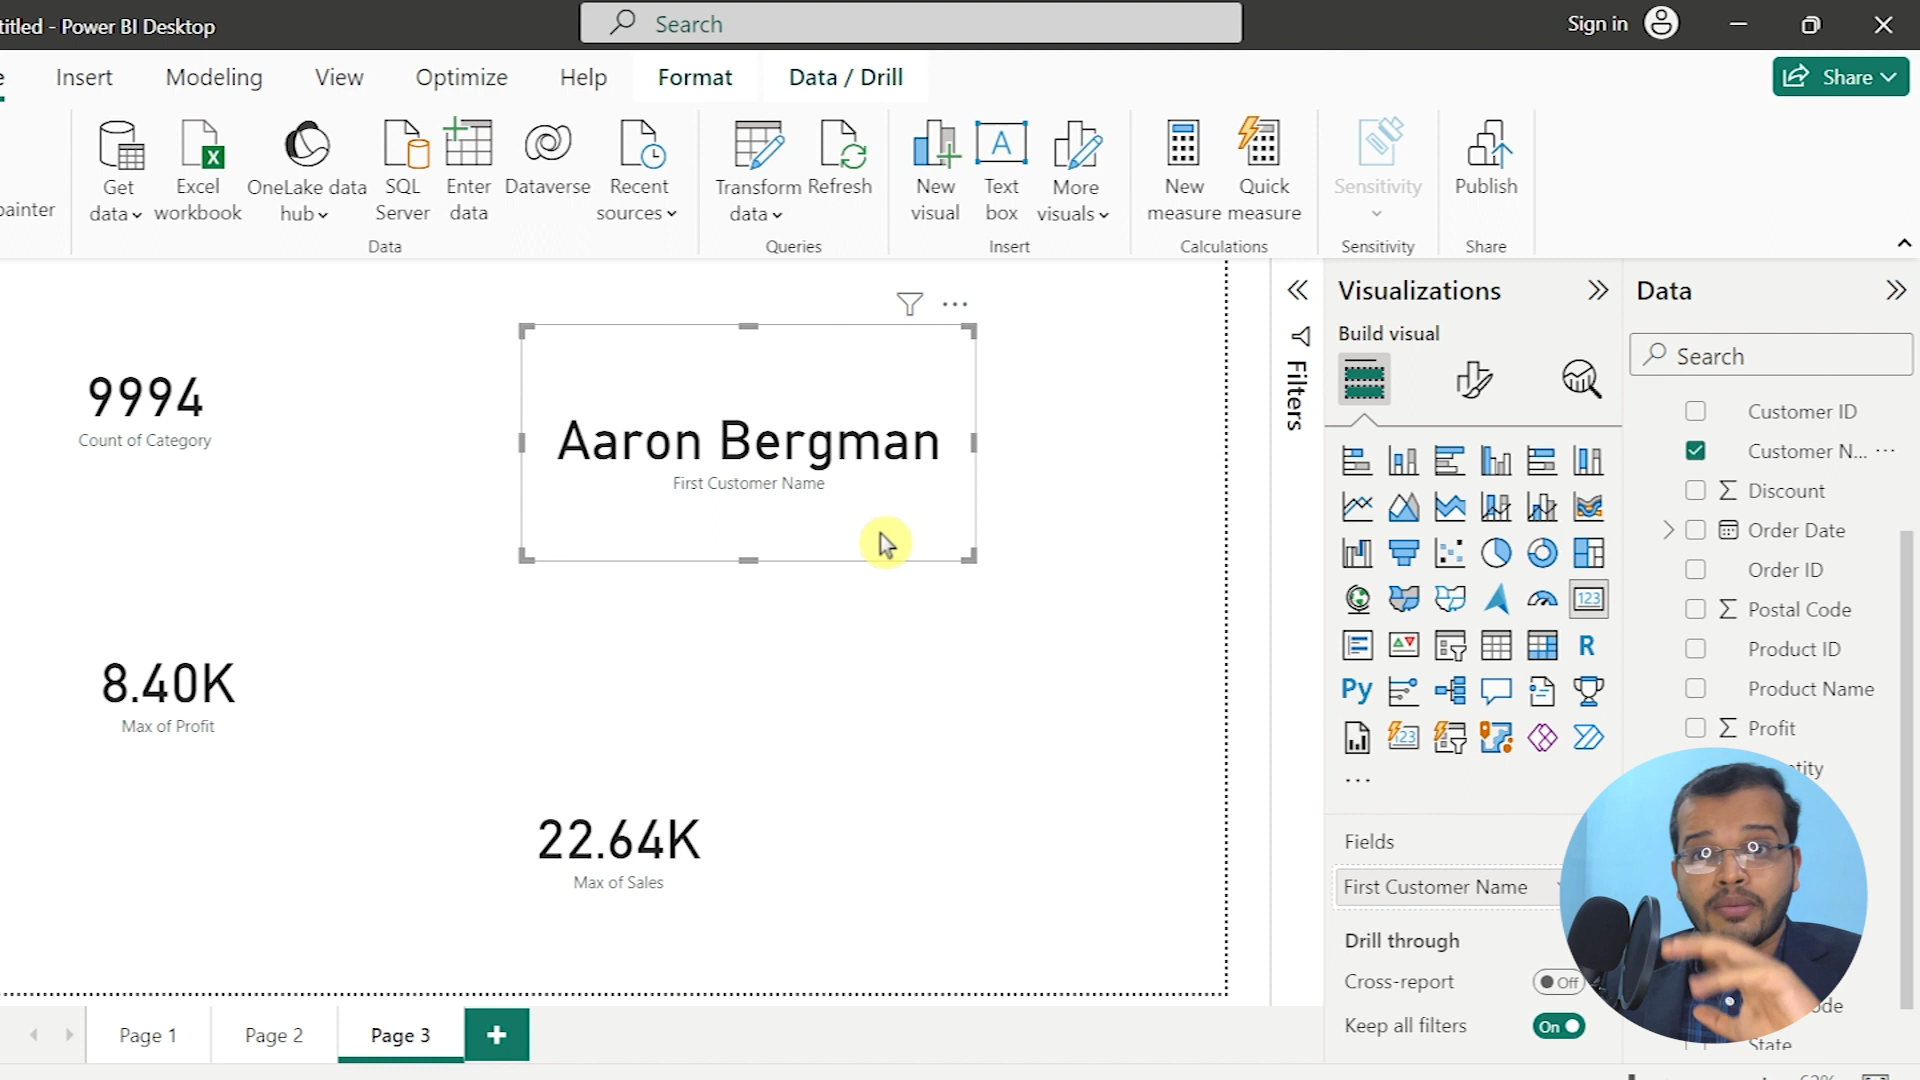 titled - Power BI Desktop
Search
Sign in
Insert
Modeling
View
Optimize
Help
Format
Data / Drill
Share
painter
Get data
Excel workbook
OneLake data hub
SQL Server
Enter data
Dataverse
Recent sources
Transform data
Refresh
New visual
Text box
More visuals
New measure
Quick measure
Sensitivity
Publish
Data
Queries
Insert
Calculations
Sensitivity
Share
9994
Count of Category
Aaron Bergman
First Customer Name
8.40K
Max of Profit
22.64K
Max of Sales
Filters
Visualizations
Build visual
123
R
Py
123
Fields
First Customer Name
Drill through
Cross-report
Off
Keep all filters
On
Data
Search
Customer ID
Customer N...
Discount
Order Date
Order ID
Postal Code
Product ID
Product Name
Profit
State
Page 1
Page 2
Page 3